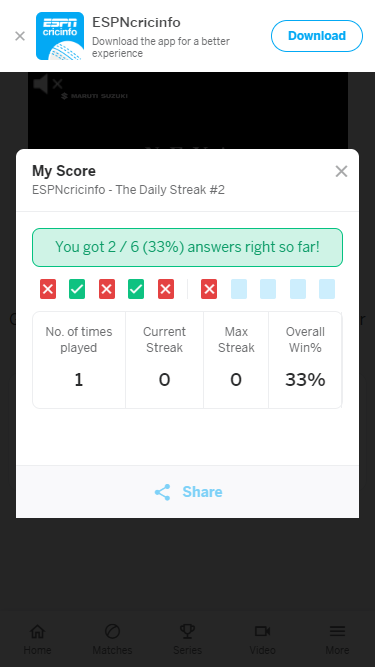 ESPN
cricinfo
ESPNcricinfo
Download the app for a better
experience
Download
MARUTI SUZUKI
My Score
ESPNcricinfo - The Daily Streak #2
You got 2 / 6 (33%) answers right so far!
No. of times
played
1
Current
Streak
0
Max
Streak
0
Overall
Win%
33%
Share
Home
Matches
Series
Video
More